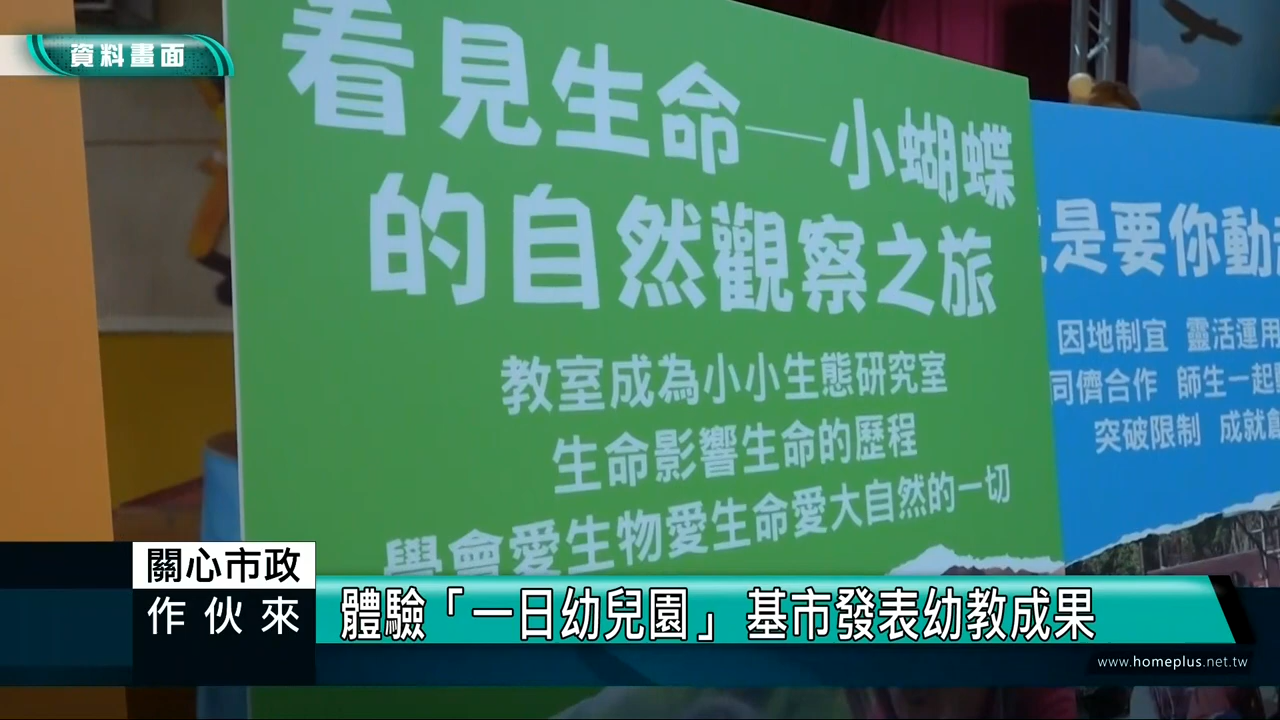 資料畫面
看見生命─小蝴蝶
的自然觀察之旅
教室成為小小生態研究室
生命影響生命的歷程
學會愛生物愛生命愛大自然的一切
是要你動
因地制宜 靈活運用
同儕合作 師生一起
突破限制 成就
關心市政
作伙來
體驗「一日幼兒園」 基市發表幼教成果
www.homeplus.net.tw